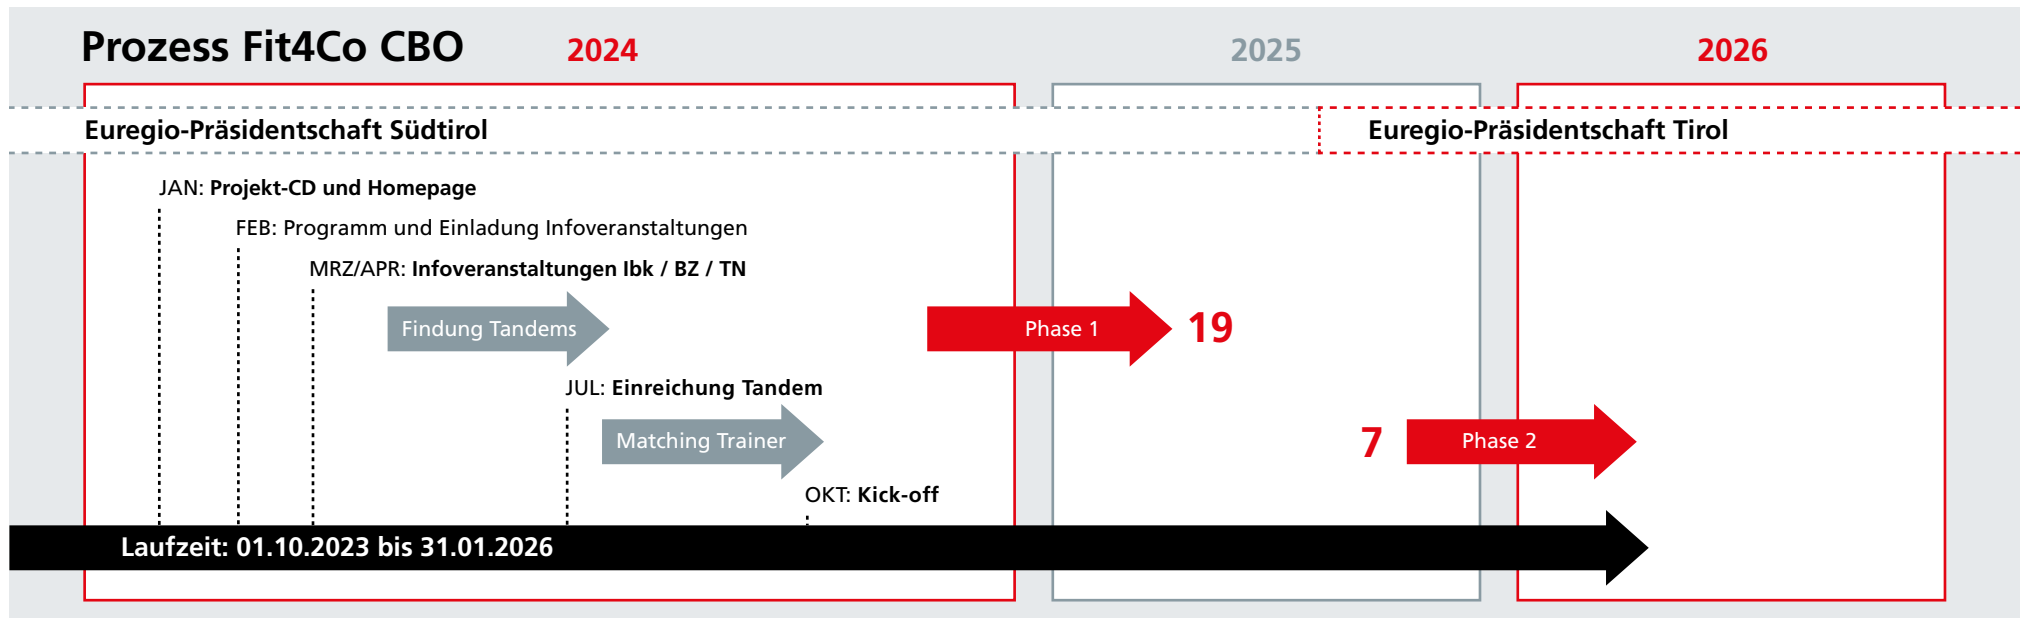 Prozess Fit4Co CBO
2024
2025
2026
Euregio-Präsidentschaft Südtirol
Euregio-Präsidentschaft Tirol
JAN: Projekt-CD und Homepage
FEB: Programm und Einladung Infoveranstaltungen
MRZ/APR: Infoveranstaltungen Ibk / BZ / TN
Findung Tandems
Phase 1
19
JUL: Einreichung Tandem
Matching Trainer
7
Phase 2
OKT: Kick-off
Laufzeit: 01.10.2023 bis 31.01.2026